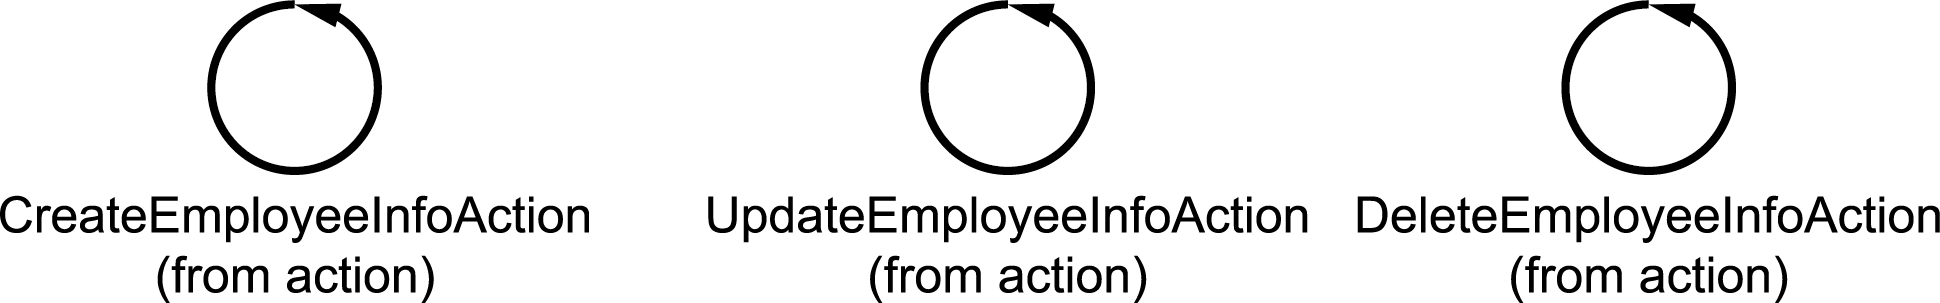 CreateEmployeeInfoAction UpdateEmployeeInfoAction DeleteEmployeeInfoAction
(from action) (from action) (from action)